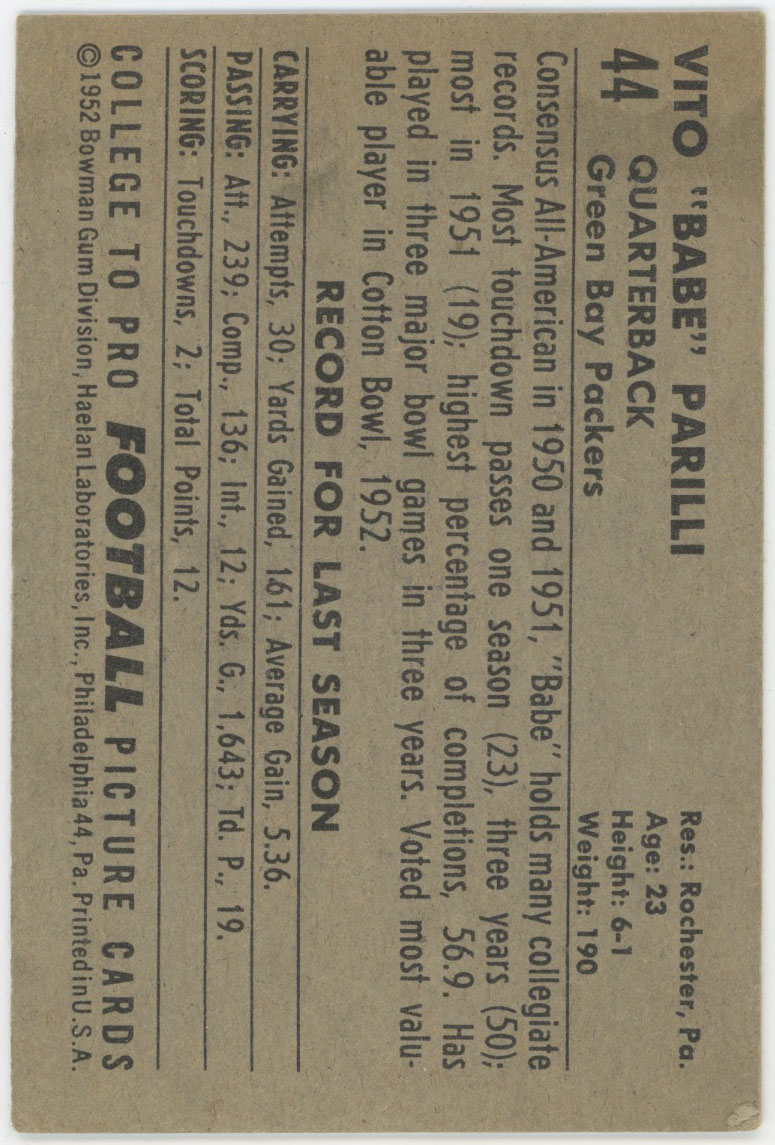 VITO "BABE" PARILLI
44 QUARTERBACK
Green Bay Packers
Res.: Rochester, Pa.
Age: 23
Height: 6-1
Weight: 190
Consensus All-American in 1950 and 1951, "Babe" holds many collegiate
records. Most touchdown passes one season (23), three years (50);
most in 1951 (19); highest percentage of completions, 56.9. Has
played in three major bowl games in three years. Voted most valu-
able player in Cotton Bowl, 1952.
RECORD FOR LAST SEASON
CARRYING: Attempts, 30; Yards Gained, 161; Average Gain, 5.36.
PASSING: Att., 239; Comp., 136; Int., 12; Yds. G., 1,643; Td. P., 19.
SCORING: Touchdowns, 2; Total Points, 12.
COLLEGE TO PRO FOOTBALL PICTURE CARDS
©1952 Bowman Gum Division, Haelan Laboratories, Inc., Philadelphia 44, Pa. Printed in U.S.A.